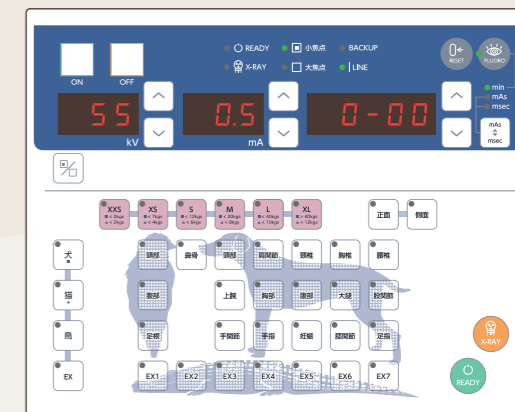 READY 小焦点 BACKUP
X-RAY 大焦点 LINE
RESET FLUORO
ON OFF
55 0.5 0-00
kV mA
min
mAs
msec
mAs
msec
XXS XS S M L XL
正面 側面
犬 頭部 鼻骨 頭部 肩関節 頸椎 胸椎 腰椎
猫 腹部 上腕 胸部 腹部 大腿 股関節
鳥 足根 手関節 手指 妊娠 膝関節 足指
EX EX1 EX2 EX3 EX4 EX5 EX6 EX7
X-RAY
READY